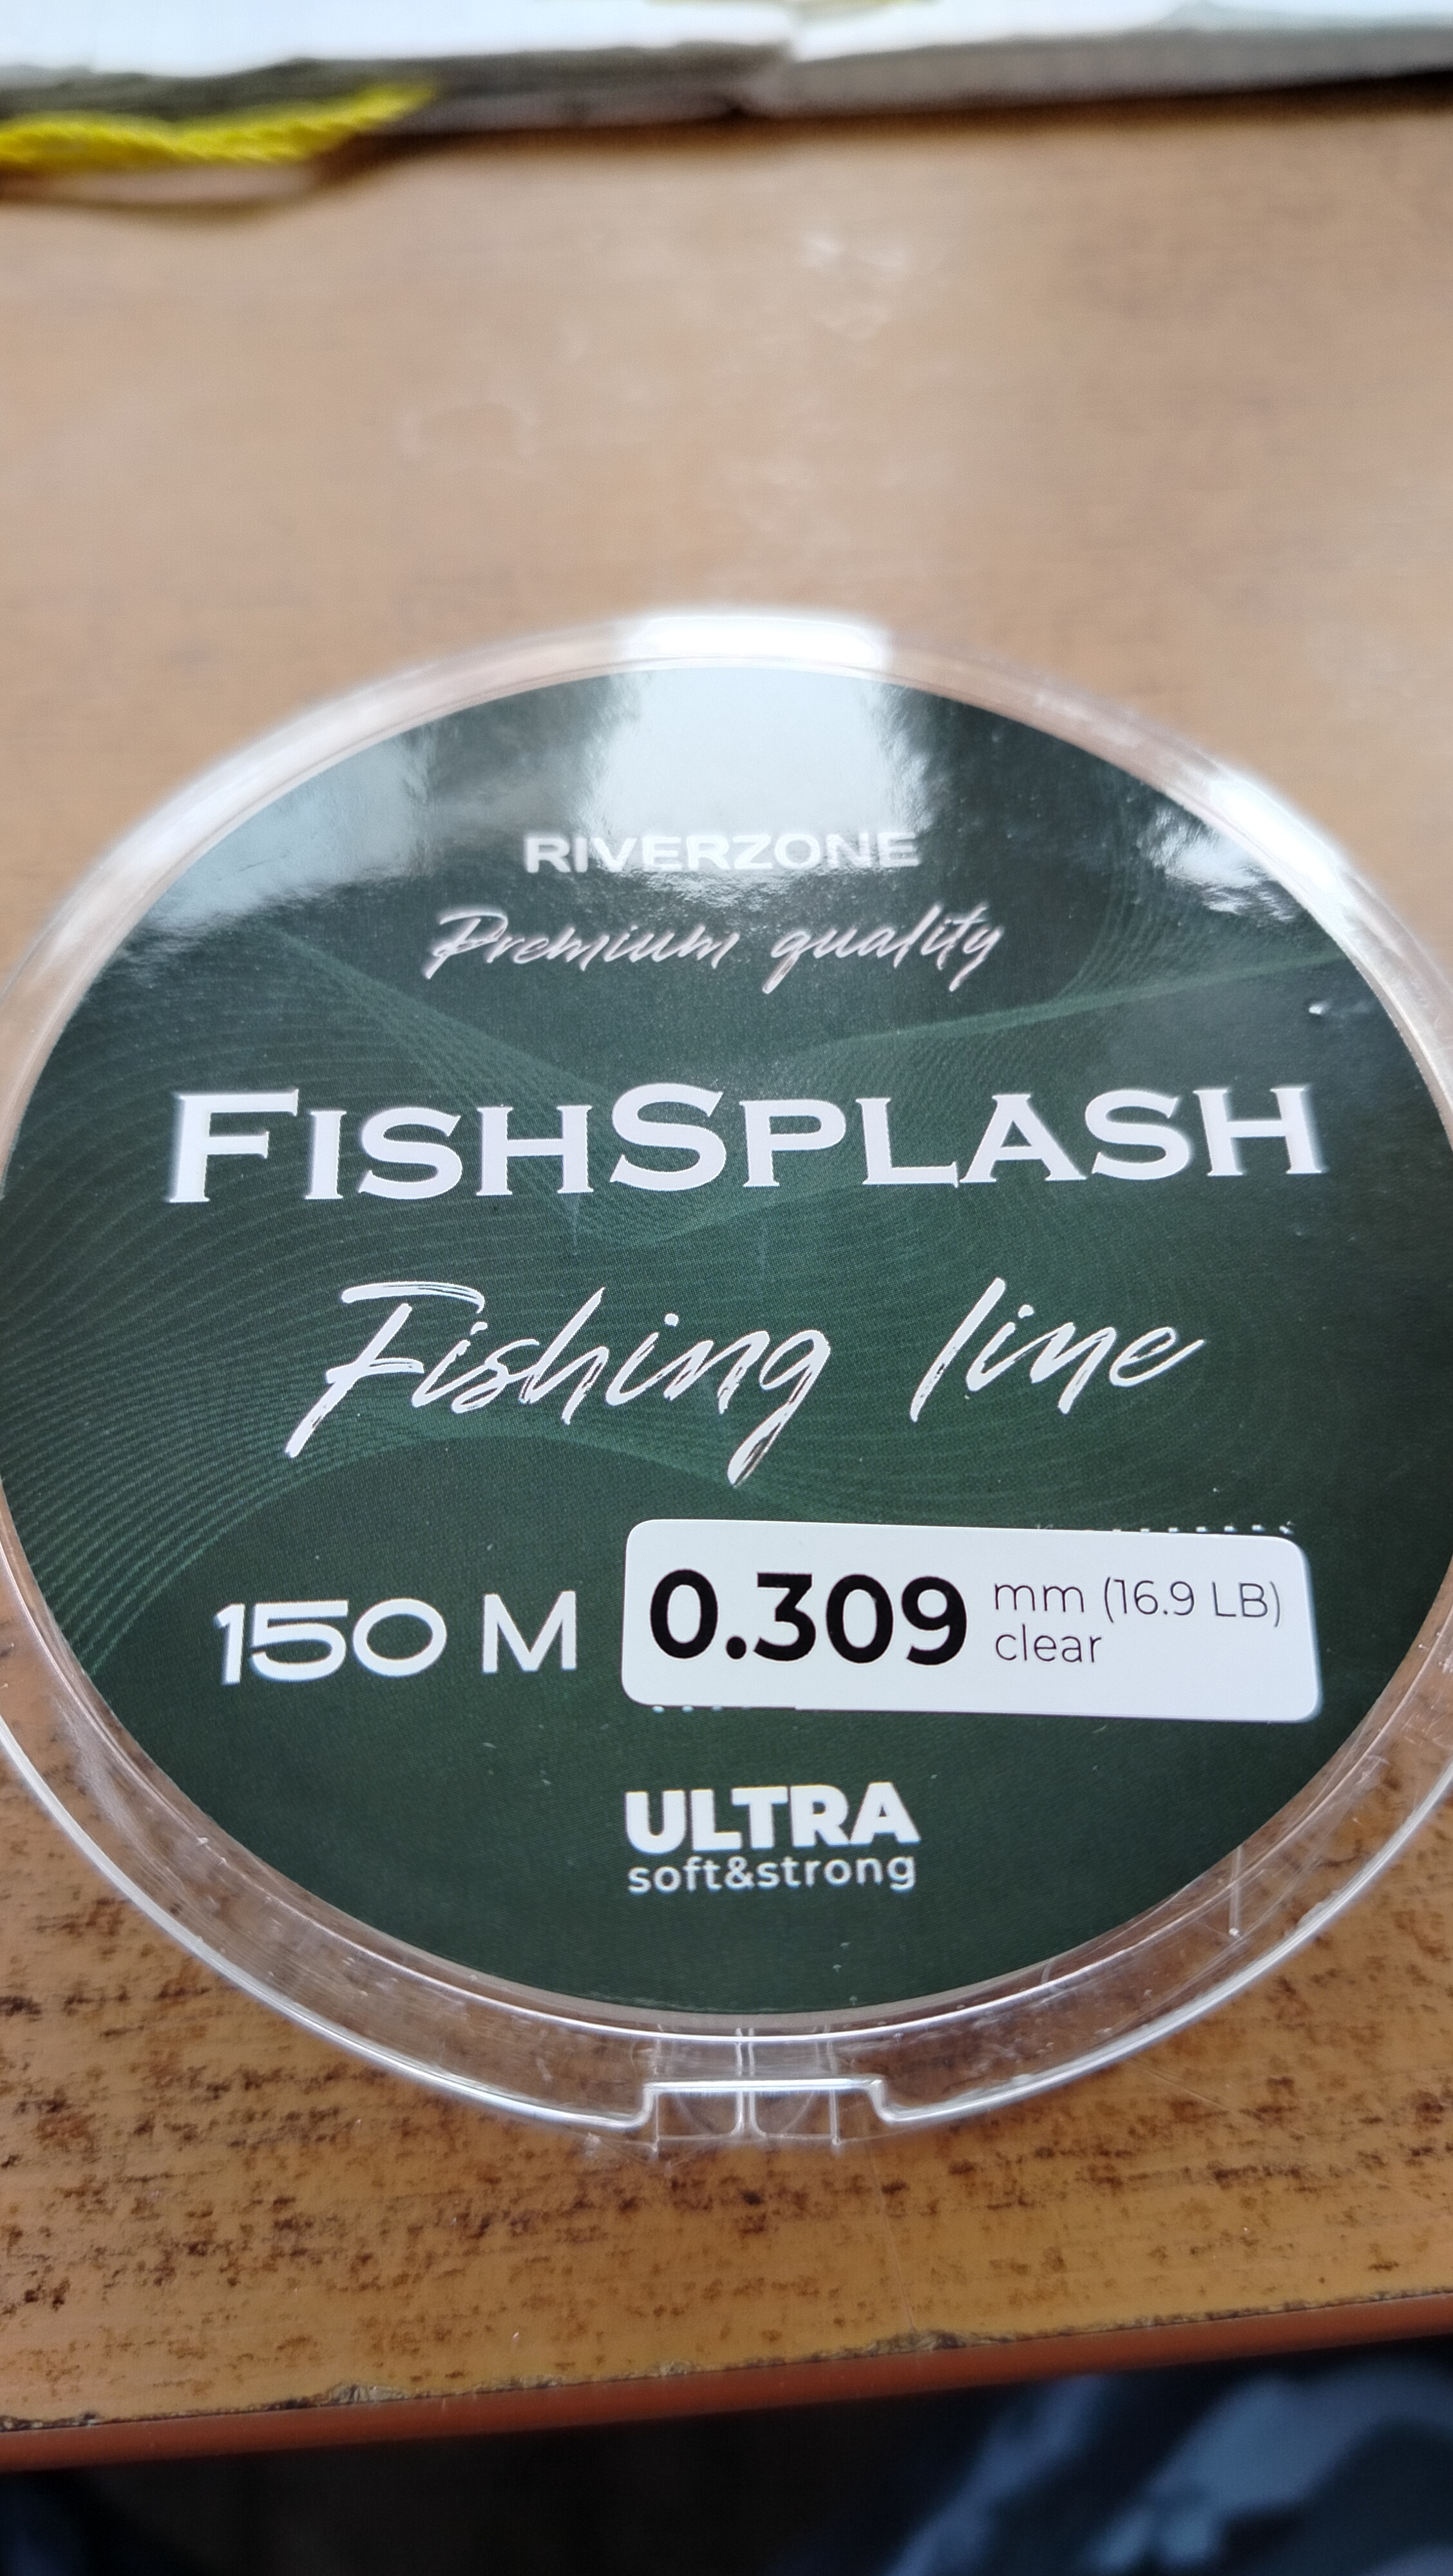 RIVERZONE
Premium quality
FISHSPLASH
Fishing line
150 M 0.309 mm (16.9 LB)
clear
ULTRA
soft&strong